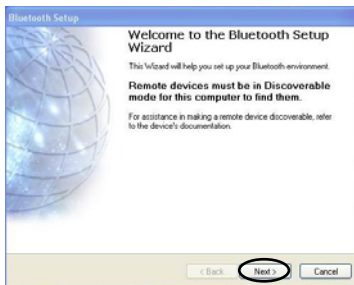 Bluetooth Setup
Welcome to the Bluetooth Setup
Wizard
This Wizard will help you set up your Bluetooth environment.
Remote devices must be in Discoverable
mode for this computer to find them.
For assistance in making a remote device discoverable, refer
to the device's documentation.
< Back Next > Cancel